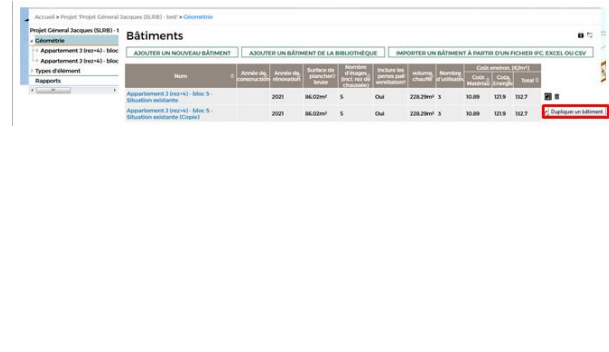 Accueil » Projet 'Projet Général Jacques (SLRB) - test' » Géométrie
Projet Général Jacques (SLRB) - t
Géométrie
Appartement 3 (rez+4) - bloc
Appartement 3 (rez+4) - bloc
Types d'élément
Rapports
Bâtiments
AJOUTER UN NOUVEAU BÂTIMENT
AJOUTER UN BÂTIMENT DE LA BIBLIOTHÈQUE
IMPORTER UN BÂTIMENT À PARTIR D'UN FICHIER IFC, EXCEL OU CSV
Nom
Année de construction
Année de rénovation
Surface de plancher brute
Nombre d'étages (incl. rez de chaussée)
Inclure les pertes par ventilation
volume chauffé
Nombre d'utilisate
Coût environ. (€/m²)
Coût Matériau
Coût Energie
Total
Appartement 3 (rez+4) - bloc 5 - Situation existante
2021 86.02m² 5 Oui 228.29m³ 3 10.89 121.9 132.7
Appartement 3 (rez+4) - bloc 5 - Situation existante (Copie)
2021 86.02m² 5 Oui 228.29m³ 3 10.89 121.9 132.7
Dupliquer un bâtiment